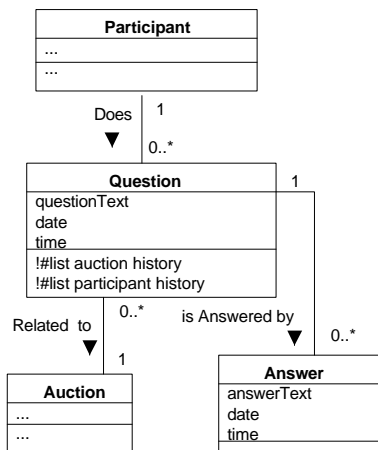 Participant
...
...
Does
1
0..*
Question
1
questionText
date
time
!#list auction history
!#list participant history
0..*
Related to
is Answered by
1
0..*
Auction
...
...
Answer
answerText
date
time